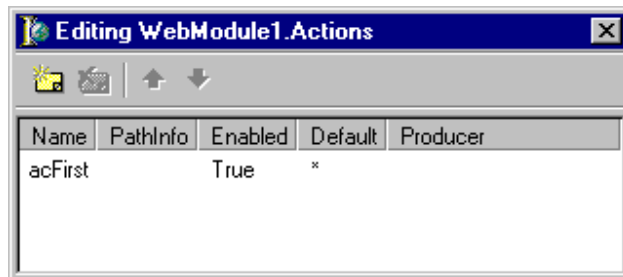 Editing WebModule1.Actions
Name PathInfo Enabled Default Producer
acFirst True *